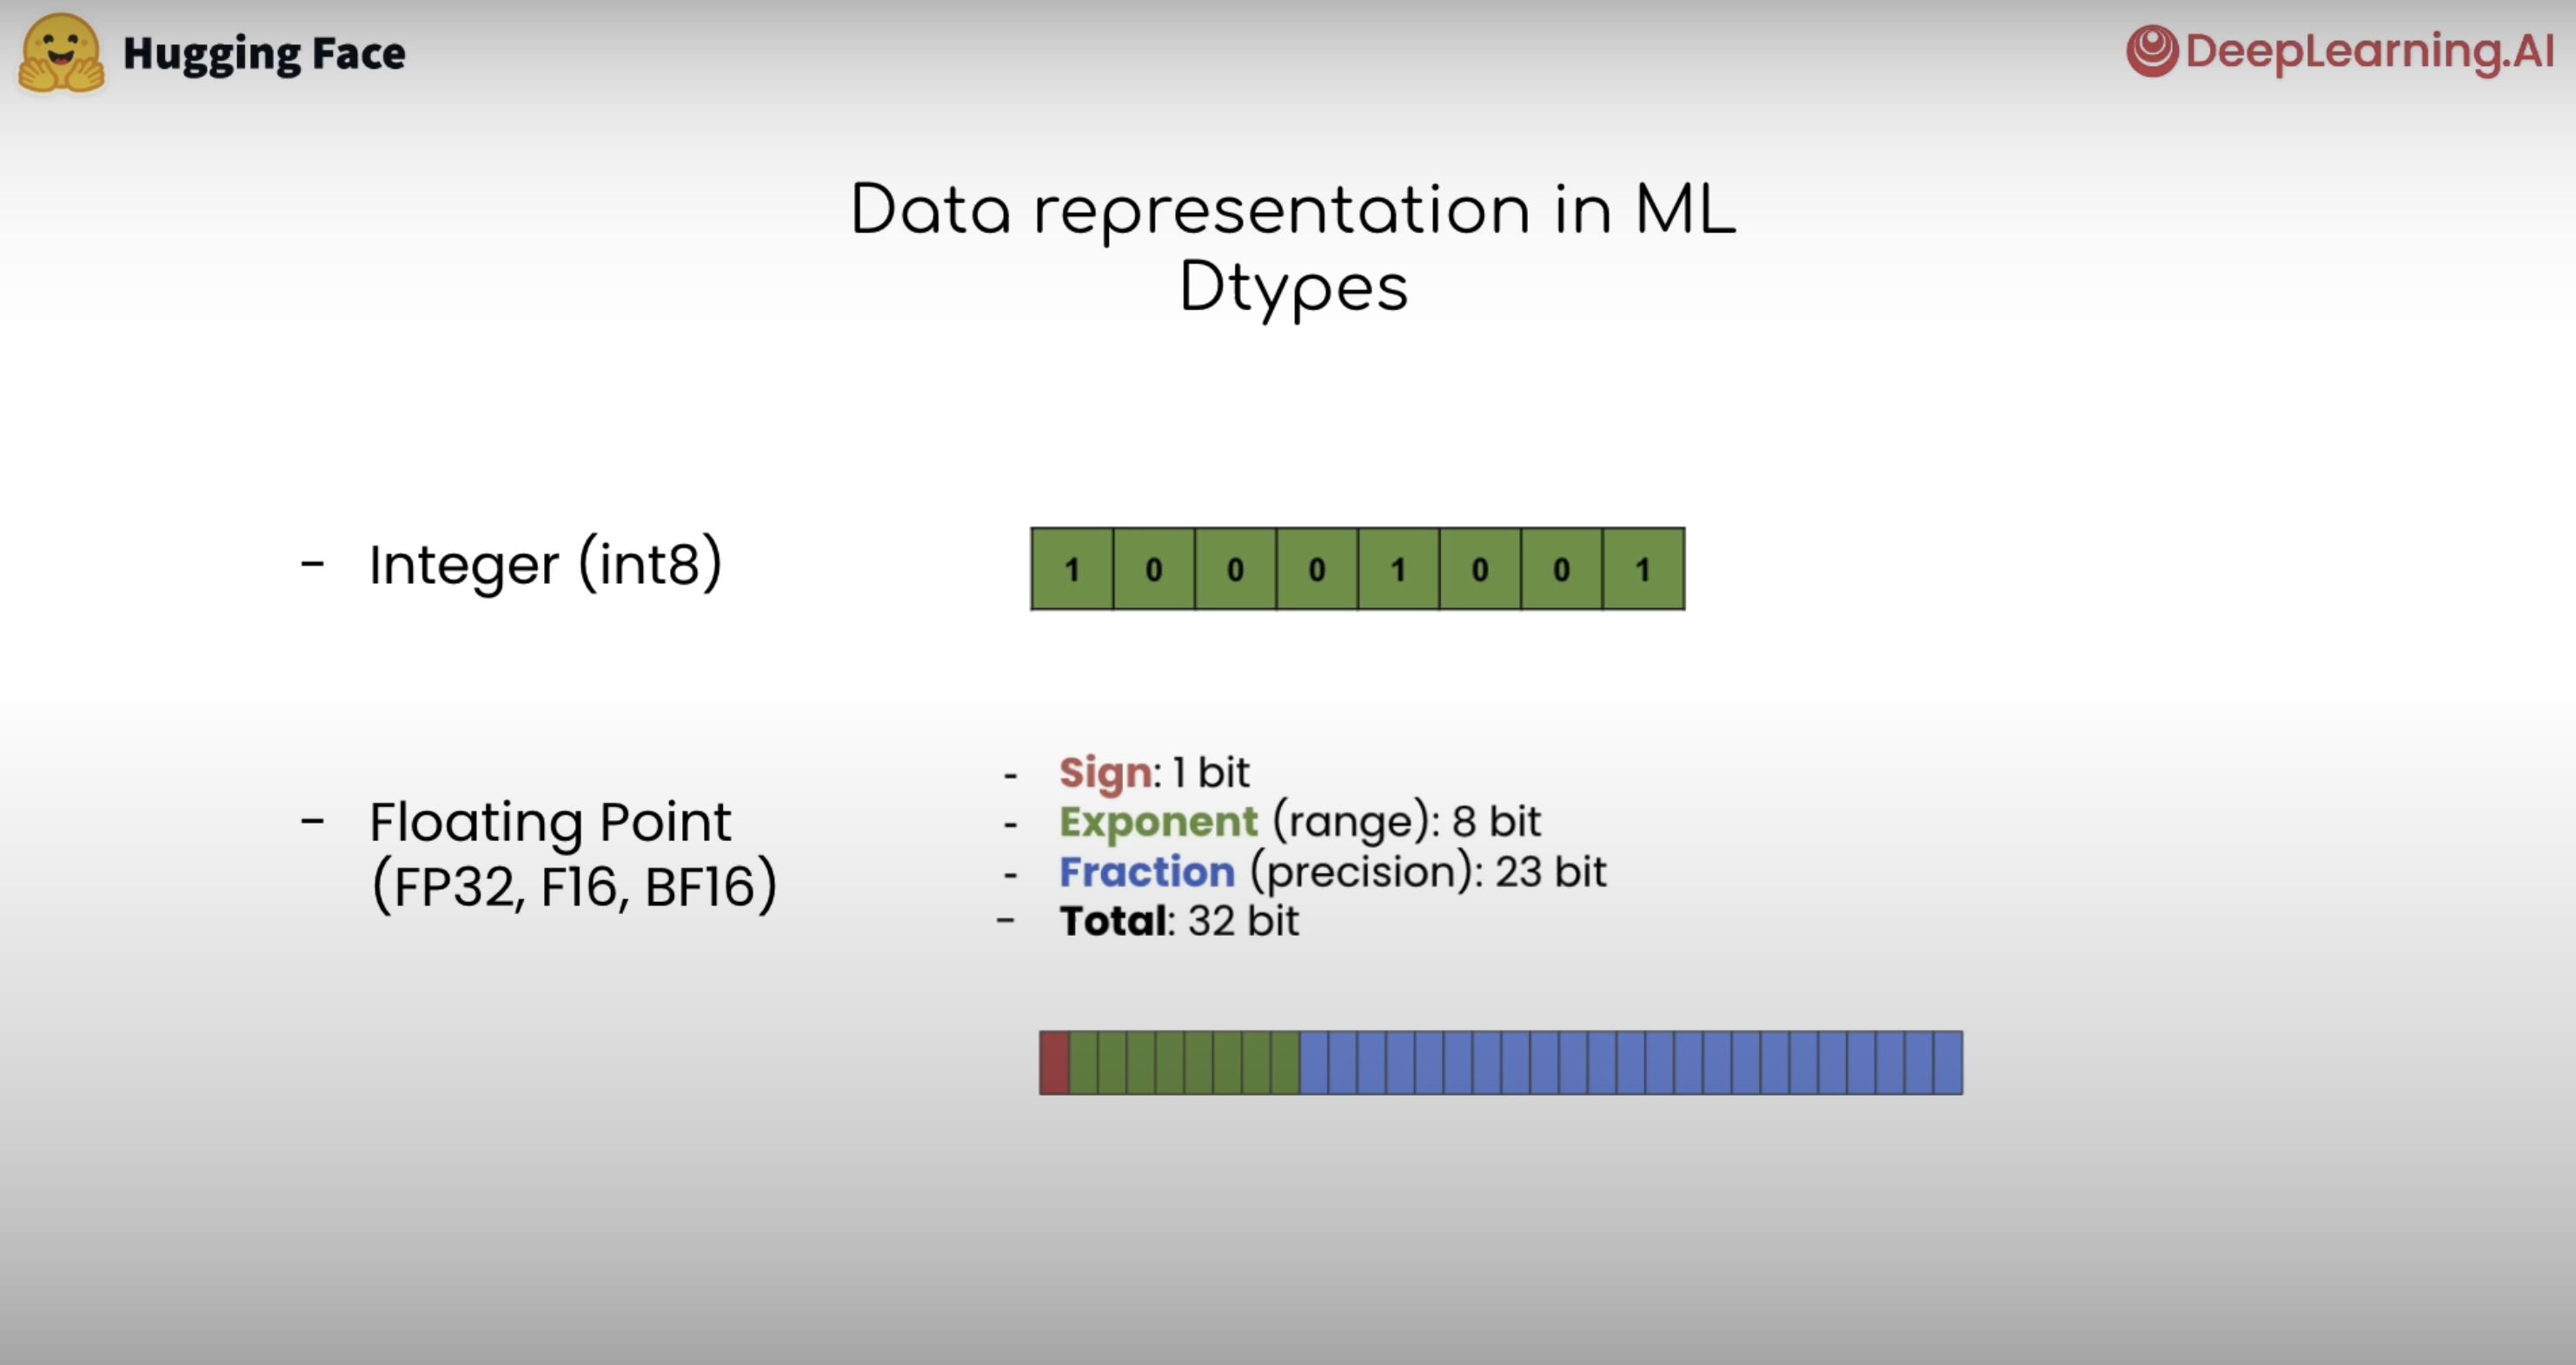 Hugging Face
DeepLearning.AI
Data representation in ML
Dtypes
- Integer (int8)
1 0 0 0 1 0 0 1
- Floating Point
(FP32, F16, BF16)
- Sign: 1 bit
- Exponent (range): 8 bit
- Fraction (precision): 23 bit
- Total: 32 bit